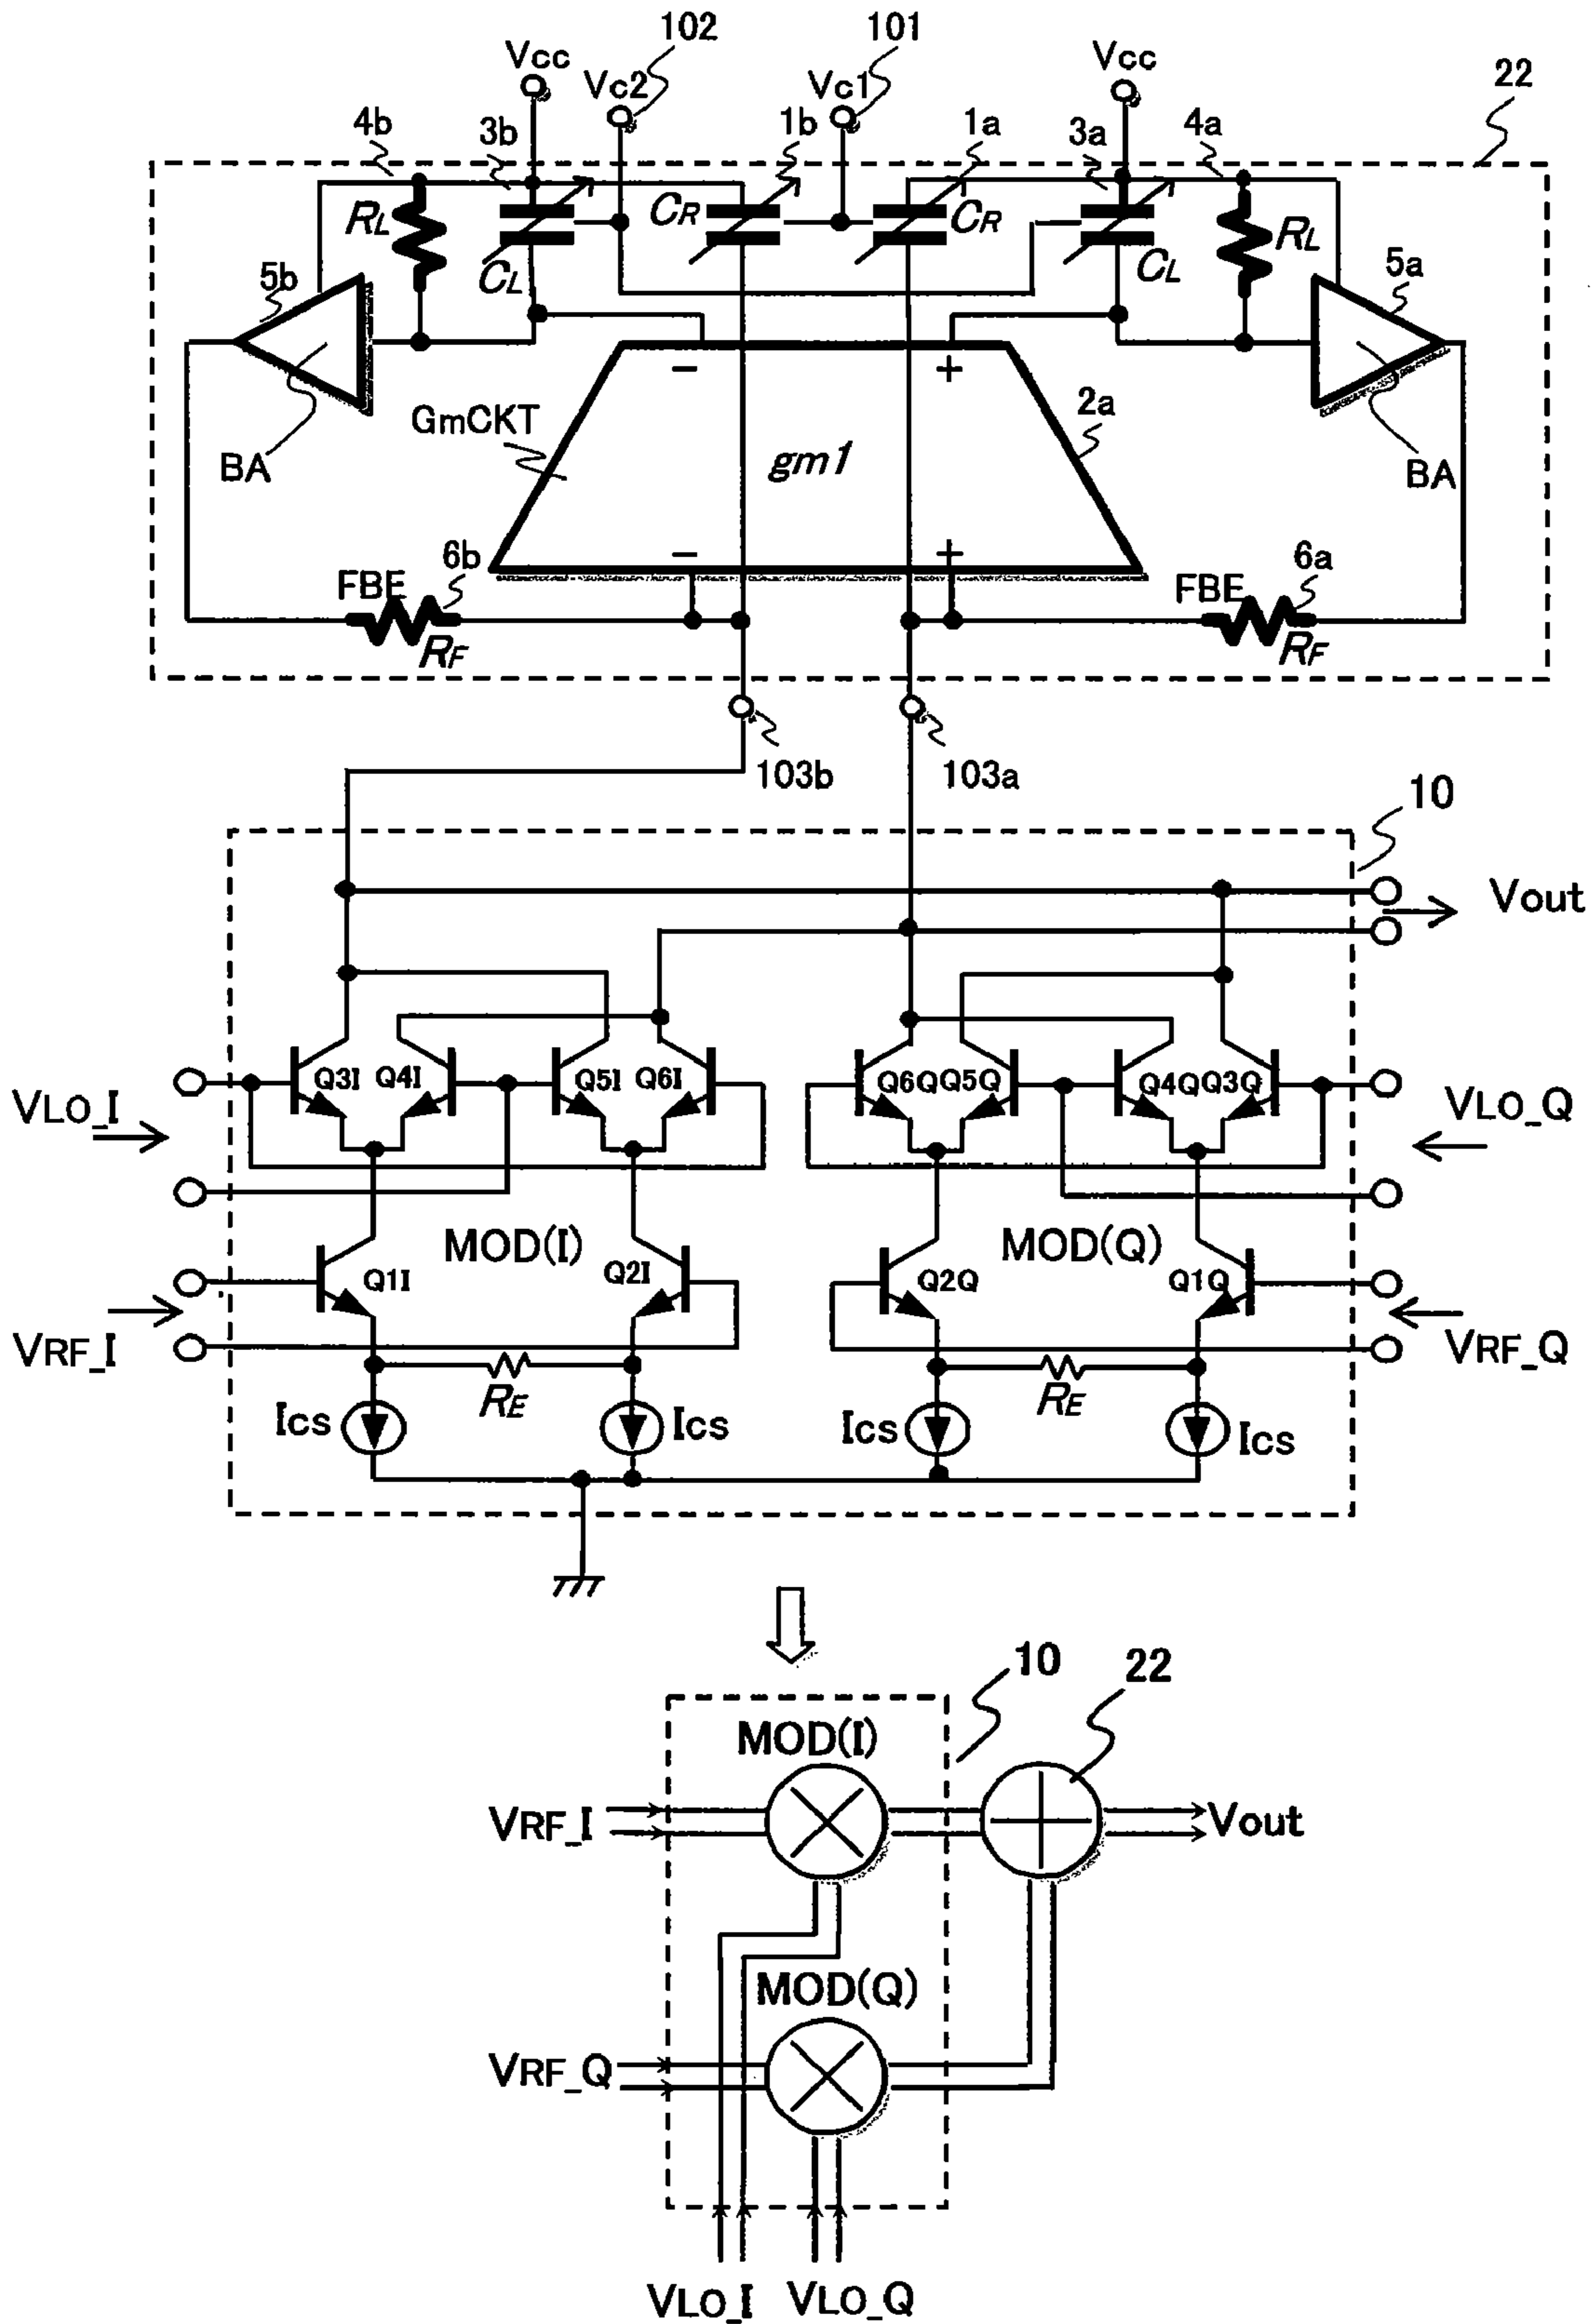 102 101
Vcc Vc2 Vc1 Vcc 22
4b 3b 1b 1a 3a 4a
RL CL CR CR CL RL
5b 5a
− +
GmCKT gm1 2a
BA BA
− +
FBE 6b FBE 6a
RF RF
103b 103a
10
Vout
Q3I Q4I Q5I Q6I Q6Q Q5Q Q4Q Q3Q
VLO_I VLO_Q
MOD(I) MOD(Q)
Q1I Q2I Q2Q Q1Q
VRF_I VRF_Q
RE RE
Ics Ics Ics Ics
10 22
MOD(I)
VRF_I Vout
MOD(Q)
VRF_Q
VLO_I VLO_Q